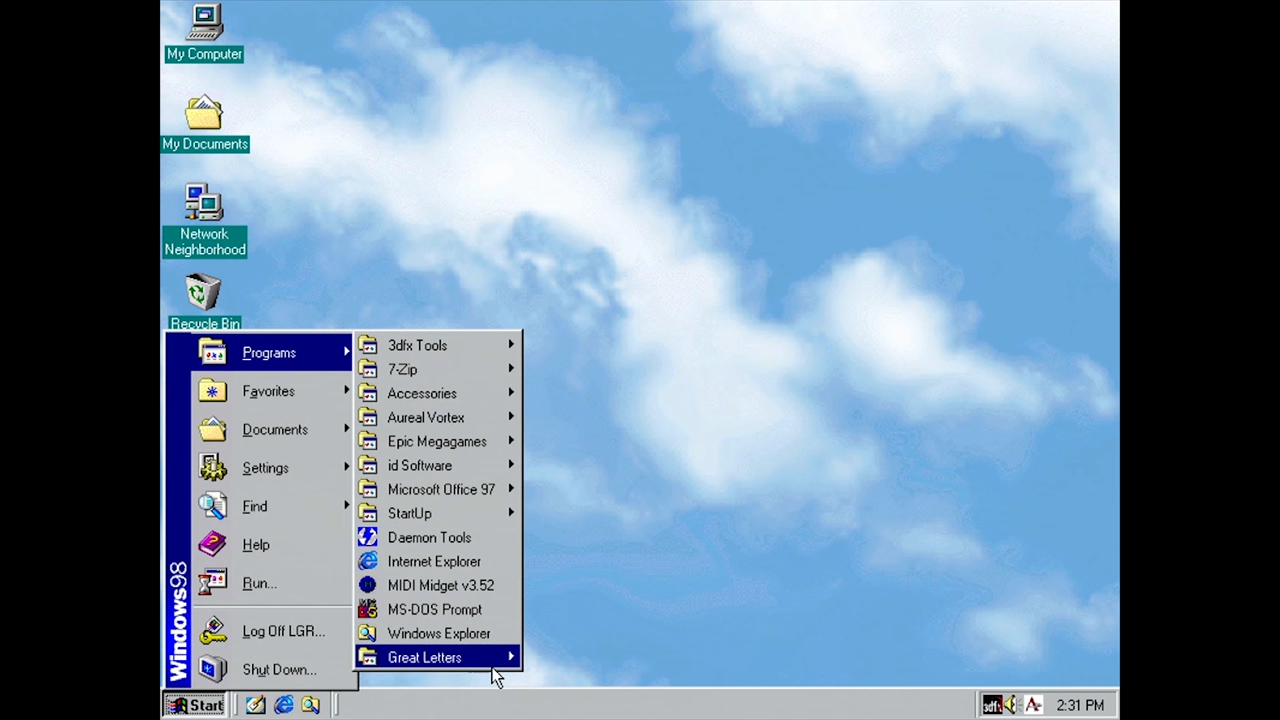 My Computer
My Documents
Network
Neighborhood
Recycle Bin
Programs
Favorites
Documents
Settings
Find
Help
Run...
Log Off LGR...
Shut Down...
Windows98
3dfx Tools
7-Zip
Accessories
Aureal Vortex
Epic Megagames
id Software
Microsoft Office 97
StartUp
Daemon Tools
Internet Explorer
MIDI Midget v3.52
MS-DOS Prompt
Windows Explorer
Great Letters
Start
3dfx
2:31 PM